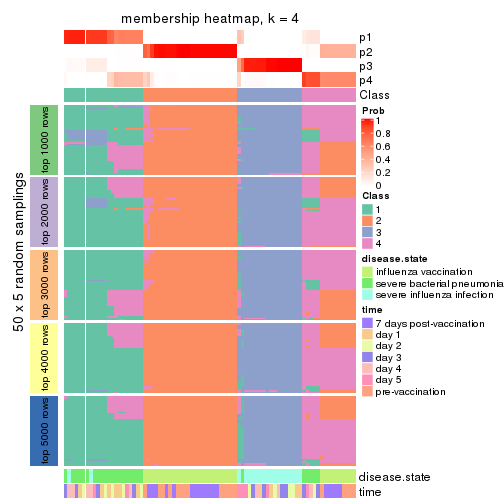 membership heatmap, k = 4
p1
p2
p3
p4
Class
50 x 5 random samplings
top 1000 rows
top 2000 rows
top 3000 rows
top 4000 rows
top 5000 rows
Prob
1
0.8
0.6
0.4
0.2
0
Class
1
2
3
4
disease.state
influenza vaccination
severe bacterial pneumonia
severe influenza infection
time
7 days post-vaccination
day 1
day 2
day 3
day 4
day 5
pre-vaccination
disease.state
time